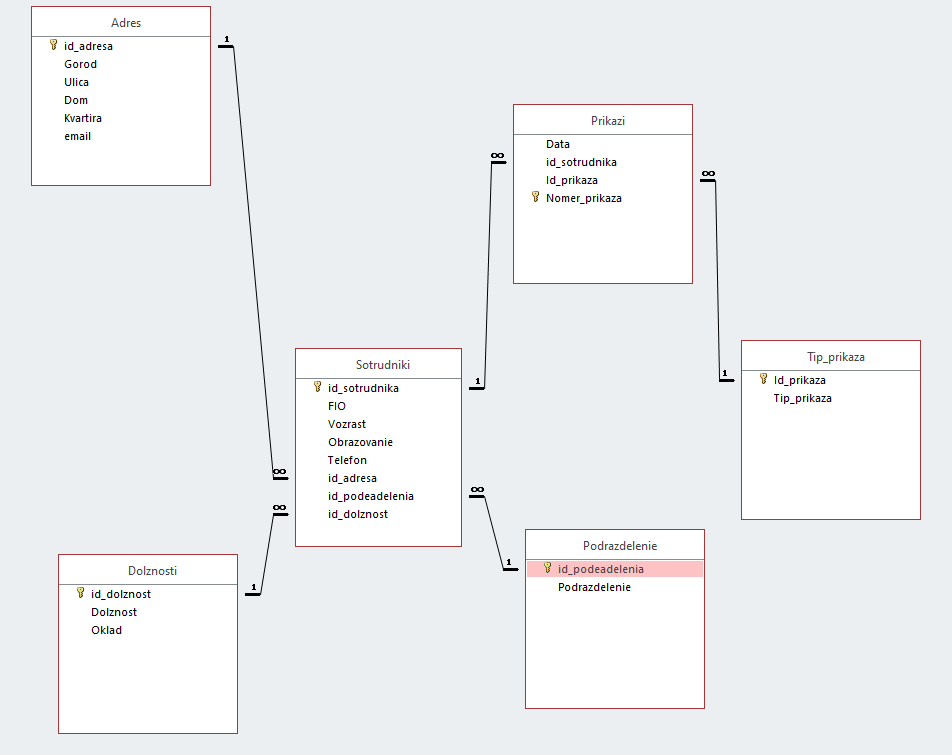 Adres
id_adresa
Gorod
Ulica
Dom
Kvartira
email
1
∞
Prikazi
Data
id_sotrudnika
Id_prikaza
Nomer_prikaza
∞
∞
1
Tip_prikaza
Id_prikaza
Tip_prikaza
1
Sotrudniki
id_sotrudnika
FIO
Vozrast
Obrazovanie
Telefon
id_adresa
id_podeadelenia
id_dolznost
∞
∞
1
Dolznosti
id_dolznost
Dolznost
Oklad
1
Podrazdelenie
id_podeadelenia
Podrazdelenie